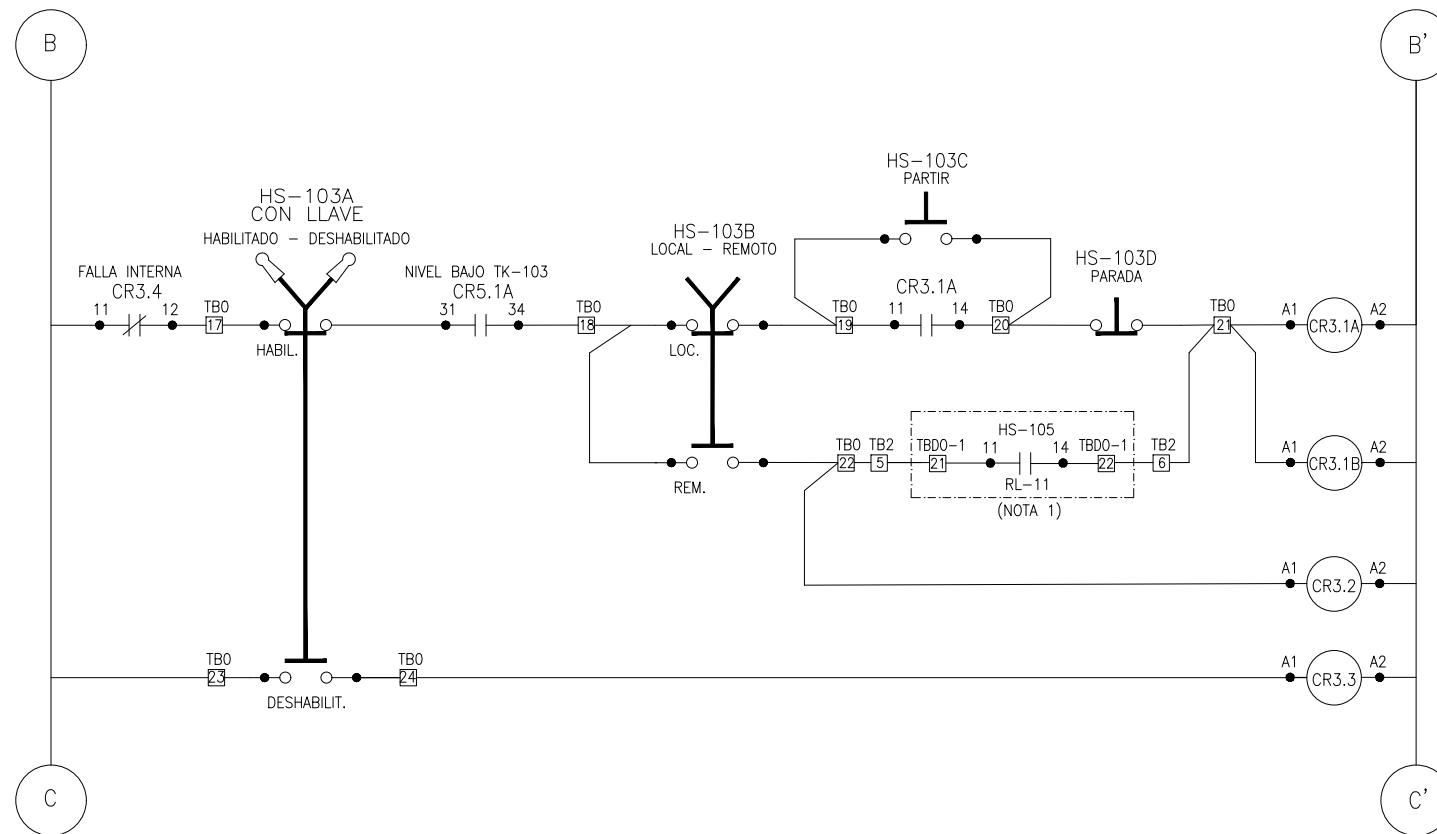 B
B'
HS-103C
PARTIR
HS-103A
CON LLAVE
HABILITADO - DESHABILITADO
HS-103B
LOCAL - REMOTO
HS-103D
PARADA
FALLA INTERNA
CR3.4
11
12
TB0
17
HABIL.
NIVEL BAJO TK-103
CR5.1A
31
34
TB0
18
LOC.
TB0
19
CR3.1A
11
14
TB0
20
TB0
21
A1
CR3.1A
A2
REM.
TB0
22
TB2
5
TBD0-1
21
HS-105
11
14
RL-11
TBD0-1
22
TB2
6
(NOTA 1)
A1
CR3.1B
A2
A1
CR3.2
A2
TB0
23
DESHABILIT.
TB0
24
A1
CR3.3
A2
C
C'